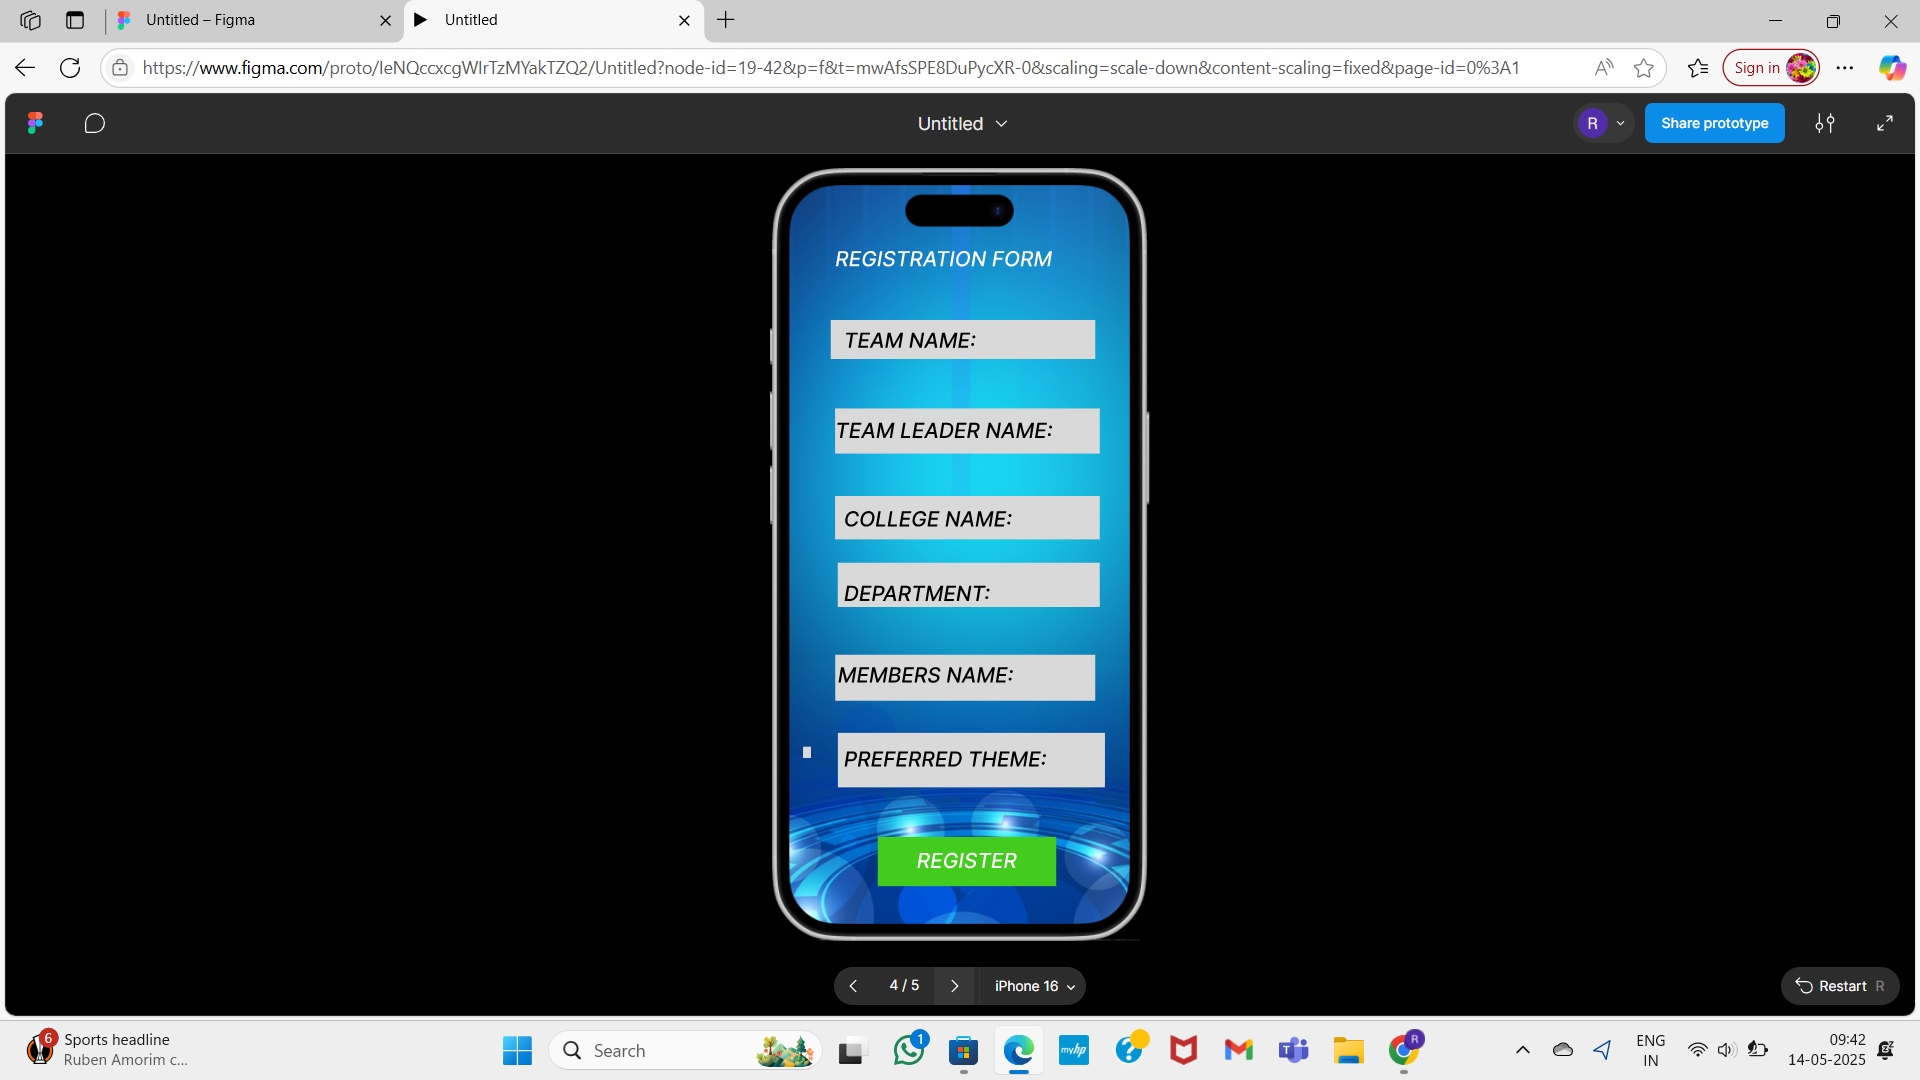 Untitled – Figma
Untitled
https://www.figma.com/proto/IeNQccxcgWIrTzMYakTZQ2/Untitled?node-id=19-42&p=f&t=mwAfsSPE8DuPycXR-0&scaling=scale-down&content-scaling=fixed&page-id=0%3A1
Sign in
Untitled
R
Share prototype
REGISTRATION FORM
TEAM NAME:
TEAM LEADER NAME:
COLLEGE NAME:
DEPARTMENT:
MEMBERS NAME:
PREFERRED THEME:
REGISTER
4 / 5
iPhone 16
Restart R
6
Sports headline
Ruben Amorim c...
Search
1
myhp
R
ENG
IN
09:42
14-05-2025